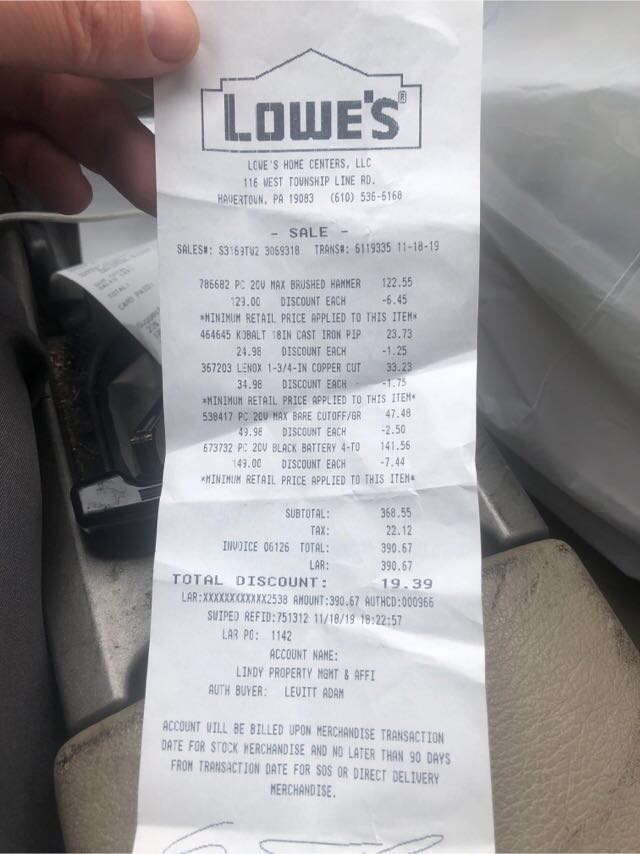 LOWE'S®
LOWE'S HOME CENTERS, LLC
116 WEST TOWNSHIP LINE RD.
HAVERTOWN, PA 19083 (610) 536-6168
- SALE -
SALES#: S3169TW2 3069318 TRANS#: 6119335 11-18-19
786682 PC 20V MAX BRUSHED HAMMER 122.55
129.00 DISCOUNT EACH -6.45
*MINIMUM RETAIL PRICE APPLIED TO THIS ITEM*
464645 KOBALT 18IN CAST IRON PIP 23.73
24.98 DISCOUNT EACH -1.25
367203 LENOX 1-3/4-IN COPPER CUT 33.23
34.98 DISCOUNT EACH -1.75
*MINIMUM RETAIL PRICE APPLIED TO THIS ITEM*
538417 PC 20V MAX BARE CUTOFF/GR 47.48
49.98 DISCOUNT EACH -2.50
673732 PC 20V BLACK BATTERY 4-TO 141.56
149.00 DISCOUNT EACH -7.44
*MINIMUM RETAIL PRICE APPLIED TO THIS ITEM*
SUBTOTAL: 368.55
TAX: 22.12
INVOICE 06126 TOTAL: 390.67
LAR: 390.67
TOTAL DISCOUNT: 19.39
LAR:XXXXXXXXXXXX2538 AMOUNT:390.67 AUTHCD:000966
SWIPED REFID:751312 11/18/19 18:22:57
LAR PO: 1142
ACCOUNT NAME:
LINDY PROPERTY MGMT & AFFI
AUTH BUYER: LEVITT ADAM
ACCOUNT WILL BE BILLED UPON MERCHANDISE TRANSACTION
DATE FOR STOCK MERCHANDISE AND NO LATER THAN 90 DAYS
FROM TRANSACTION DATE FOR SOS OR DIRECT DELIVERY
MERCHANDISE.
TOTAL:
CARD PAID: